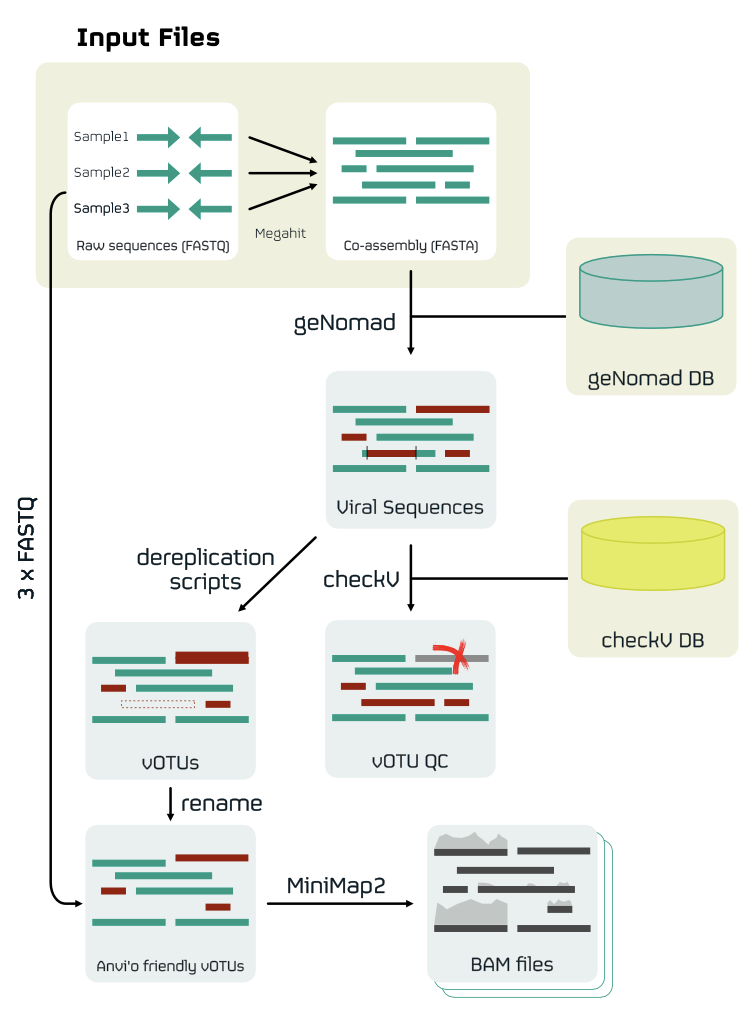 Input Files
Sample1
Sample2
Sample3
Raw sequences (FASTQ)
Megahit
Co-assembly (FASTA)
geNomad
geNomad DB
Viral Sequences
3 x FASTQ
dereplication
scripts
checkV
checkV DB
vOTUs
vOTU QC
rename
Anvi'o friendly vOTUs
MiniMap2
BAM files